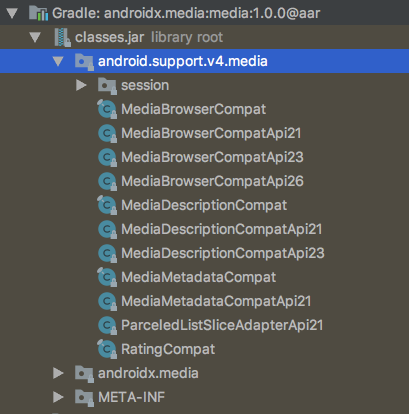 Gradle: androidx.media:media:1.0.0@aar
classes.jar library root
android.support.v4.media
session
MediaBrowserCompat
MediaBrowserCompatApi21
MediaBrowserCompatApi23
MediaBrowserCompatApi26
MediaDescriptionCompat
MediaDescriptionCompatApi21
MediaDescriptionCompatApi23
MediaMetadataCompat
MediaMetadataCompatApi21
ParceledListSliceAdapterApi21
RatingCompat
androidx.media
META-INF